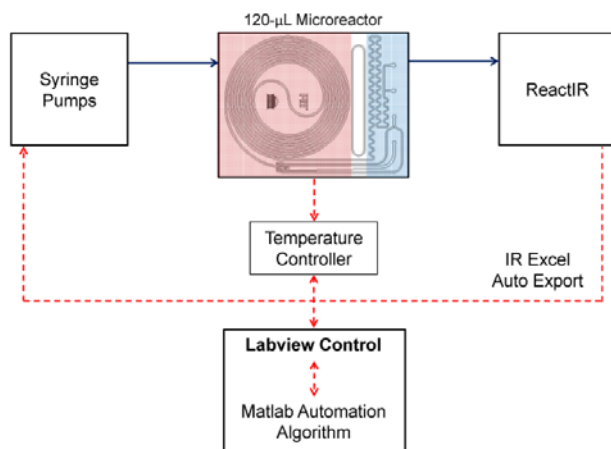 120-μL Microreactor
Syringe
Pumps
ReactIR
Temperature
Controller
IR Excel
Auto Export
Labview Control
Matlab Automation
Algorithm